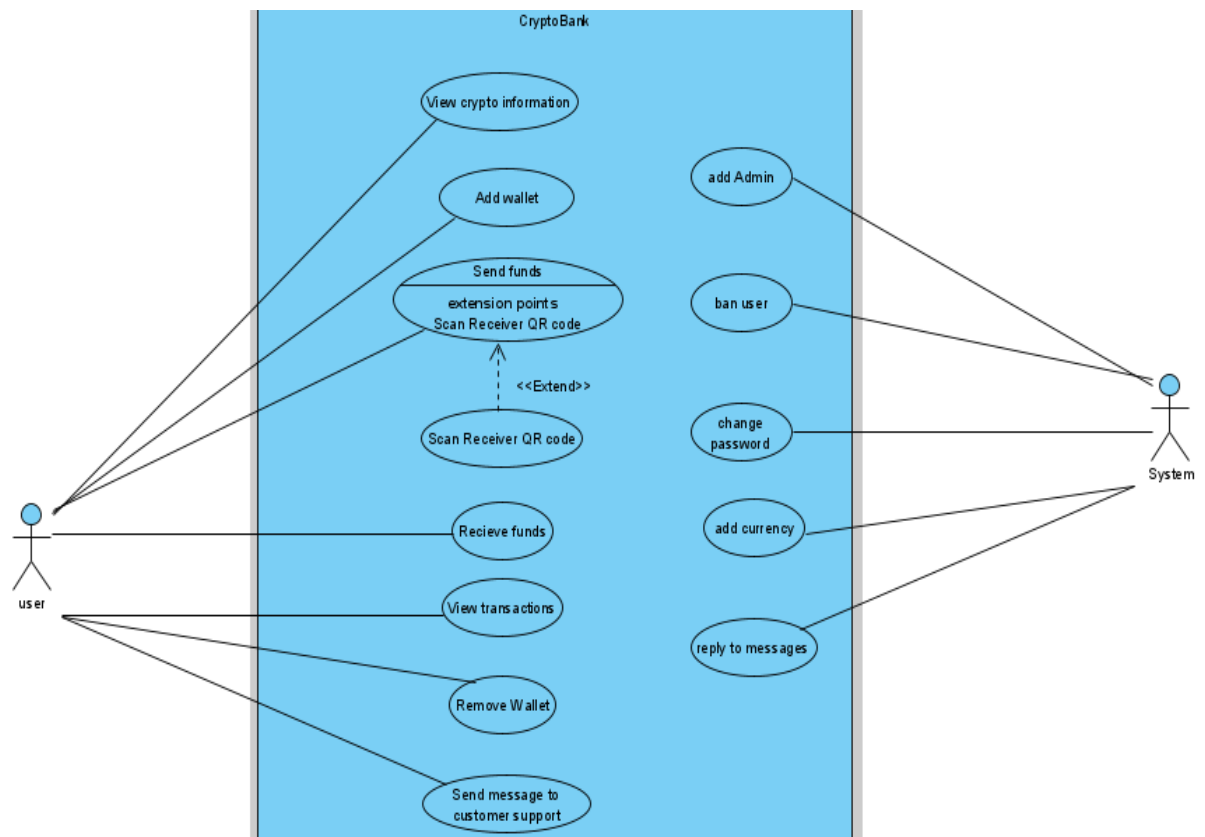 CryptoBank
View crypto information
Add wallet
Send funds
extension points
Scan Receiver QR code
<<Extend>>
Scan Receiver QR code
Recieve funds
View transactions
Remove Wallet
Send message to
customer support
add Admin
ban user
change
password
add currency
reply to messages
user
System